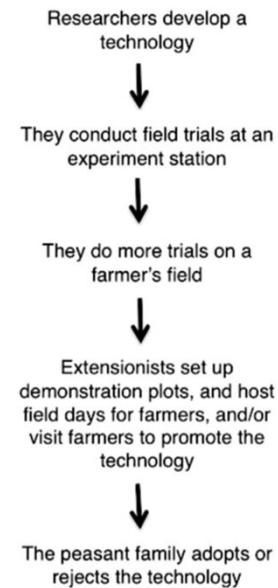 Researchers develop a
technology
They conduct field trials at an
experiment station
They do more trials on a
farmer's field
Extensionists set up
demonstration plots, and host
field days for farmers, and/or
visit farmers to promote the
technology
The peasant family adopts or
rejects the technology